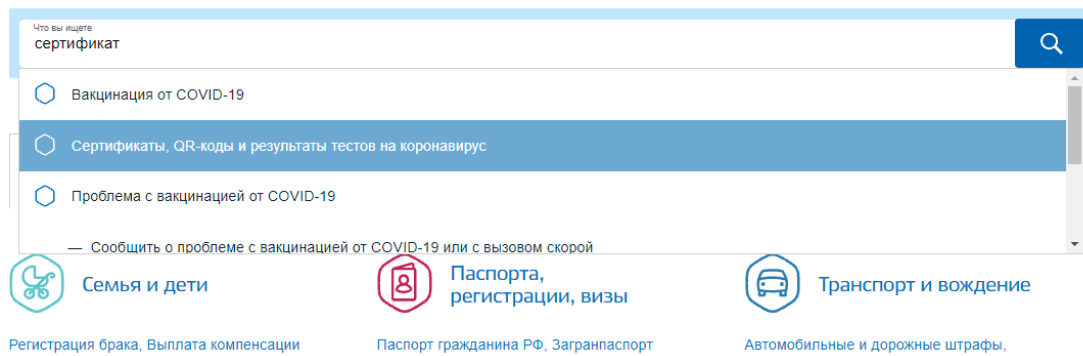 Что вы ищете
сертификат
Вакцинация от COVID-19
Сертификаты, QR-коды и результаты тестов на коронавирус
Проблема с вакцинацией от COVID-19
— Сообщить о проблеме с вакцинацией от COVID-19 или с вызовом скорой
Семья и дети
Паспорта,
регистрации, визы
Транспорт и вождение
Регистрация брака, Выплата компенсации
Паспорт гражданина РФ, Загранпаспорт
Автомобильные и дорожные штрафы,